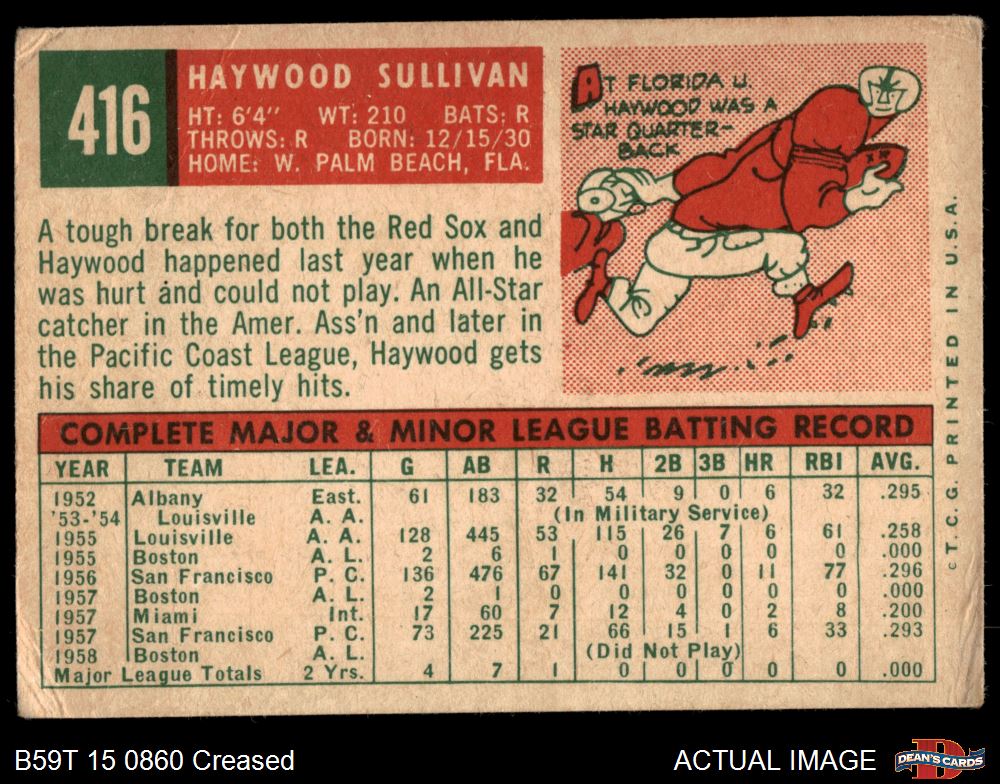 416
HAYWOOD SULLIVAN
HT: 6'4" WT: 210 BATS: R
THROWS: R BORN: 12/15/30
HOME: W. PALM BEACH, FLA.
AT FLORIDA U.
HAYWOOD WAS A
STAR QUARTER-
BACK
A tough break for both the Red Sox and
Haywood happened last year when he
was hurt and could not play. An All-Star
catcher in the Amer. Ass'n and later in
the Pacific Coast League, Haywood gets
his share of timely hits.
COMPLETE MAJOR & MINOR LEAGUE BATTING RECORD
YEAR TEAM LEA. G AB R H 2B 3B HR RBI AVG.
1952 Albany East. 61 183 32 54 9 0 6 32 .295
'53-'54 Louisville A. A. (In Military Service)
1955 Louisville A. A. 128 445 53 115 26 7 6 61 .258
1955 Boston A. L. 2 6 1 0 0 0 0 0 .000
1956 San Francisco P. C. 136 476 67 141 32 0 11 77 .296
1957 Boston A. L. 2 1 0 0 0 0 0 0 .000
1957 Miami Int. 17 60 7 12 4 0 2 8 .200
1957 San Francisco P. C. 73 225 21 66 15 1 6 33 .293
1958 Boston A. L. (Did Not Play)
Major League Totals 2 Yrs. 4 7 1 0 0 0 0 0 .000
© T. C. G. PRINTED IN U.S.A.
B59T 15 0860 Creased
ACTUAL IMAGE
D
DEAN'S CARDS